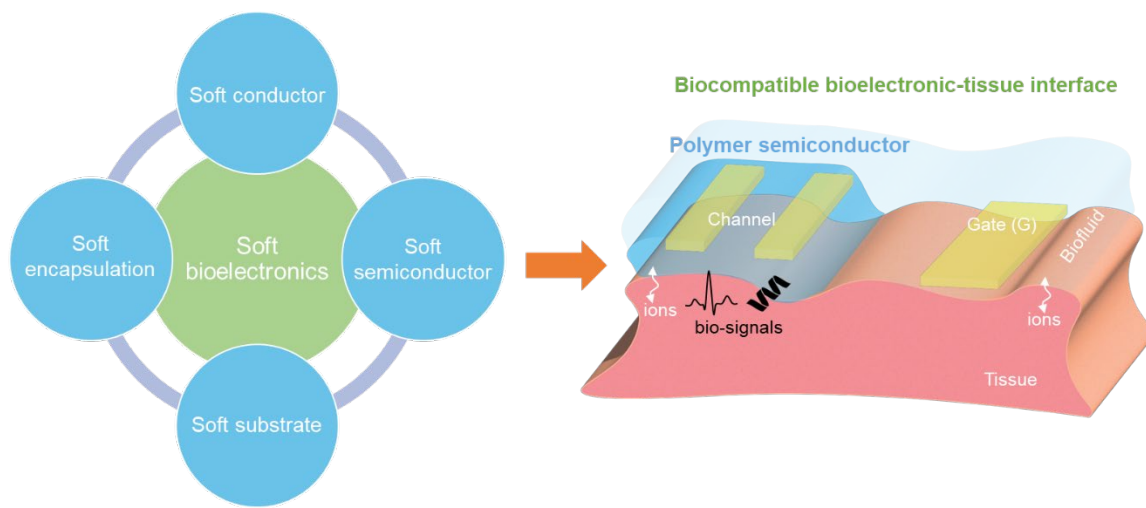 Soft conductor
Soft
encapsulation
Soft
bioelectronics
Soft
semiconductor
Soft substrate
Biocompatible bioelectronic-tissue interface
Polymer semiconductor
Channel
Gate (G)
Biofluid
ions
bio-signals
ions
Tissue